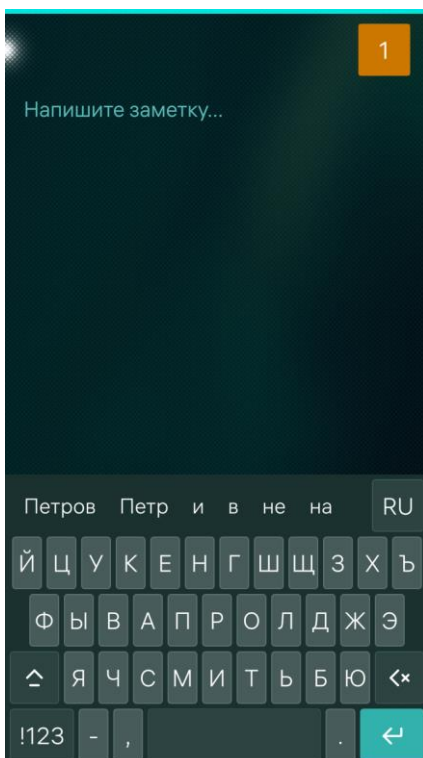 1
Напишите заметку...
Петров Петр и в не на RU
Й Ц У К Е Н Г Ш Щ З Х Ъ
Ф Ы В А П Р О Л Д Ж Э
Я Ч С М И Т Ь Б Ю
!123 - , .